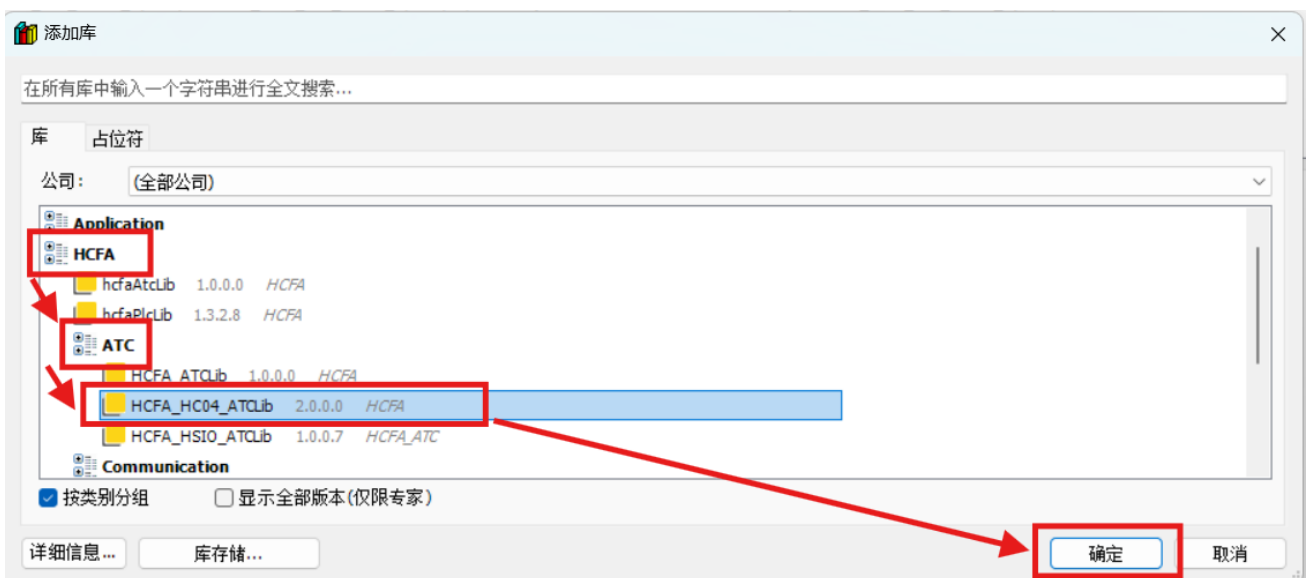 添加库
在所有库中输入一个字符串进行全文搜索...
库 占位符
公司： (全部公司)
Application
HCFA
hcfaAtcLib 1.0.0.0 HCFA
hcfaPlcLib 1.3.2.8 HCFA
ATC
HCFA_ATCLib 1.0.0.0 HCFA
HCFA_HC04_ATCLib 2.0.0.0 HCFA
HCFA_HSIO_ATCLib 1.0.0.7 HCFA_ATC
Communication
按类别分组 显示全部版本(仅限专家)
详细信息... 库存储... 确定 取消